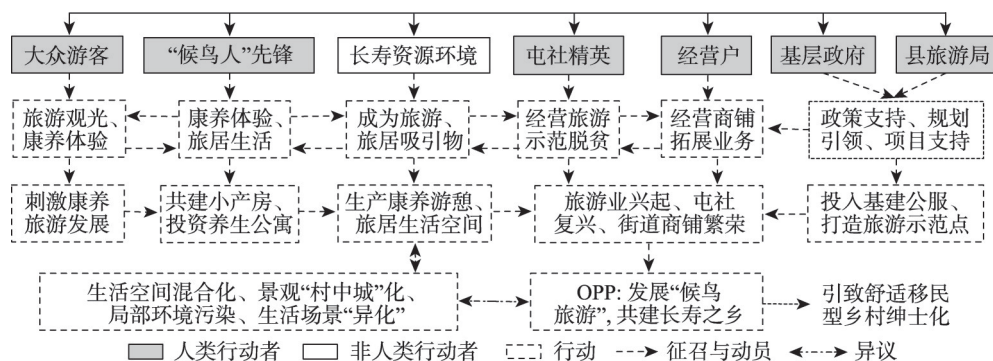 大众游客
“候鸟人”先锋
长寿资源环境
屯社精英
经营户
基层政府
县旅游局
旅游观光、
康养体验
康养体验、
旅居生活
成为旅游、
旅居吸引物
经营旅游
示范脱贫
经营商铺
拓展业务
政策支持、规划
引领、项目支持
刺激康养
旅游发展
共建小产房、
投资养生公寓
生产康养游憩、
旅居生活空间
旅游业兴起、屯社
复兴、街道商铺繁荣
投入基建公服、
打造旅游示范点
生活空间混合化、景观“村中城”化、
局部环境污染、生活场景“异化”
OPP: 发展“候鸟
旅游”, 共建长寿之乡
引致舒适移民
型乡村绅士化
人类行动者
非人类行动者
行动
征召与动员
异议